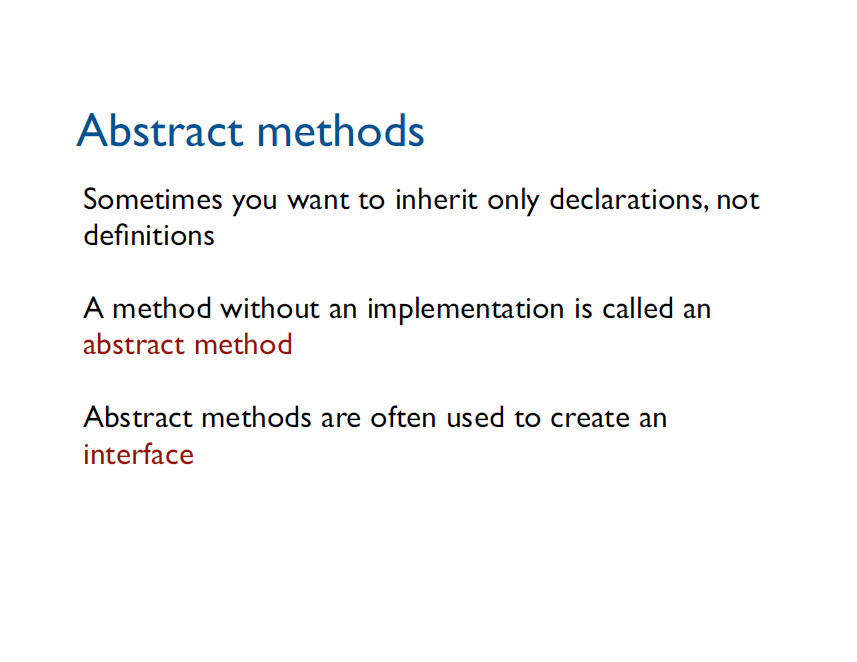 Abstract methods
Sometimes you want to inherit only declarations, not
definitions
A method without an implementation is called an
abstract method
Abstract methods are often used to create an
interface